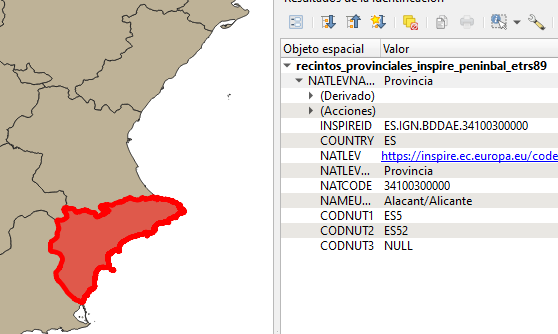 Resultados de la Identificación
Objeto espacial Valor
recintos_provinciales_inspire_peninbal_etrs89
NATLEVNA... Provincia
(Derivado)
(Acciones)
INSPIREID ES.IGN.BDDAE.34100300000
COUNTRY ES
NATLEV https://inspire.ec.europa.eu/code
NATLEV... Provincia
NATCODE 34100300000
NAMEU... Alacant/Alicante
CODNUT1 ES5
CODNUT2 ES52
CODNUT3 NULL